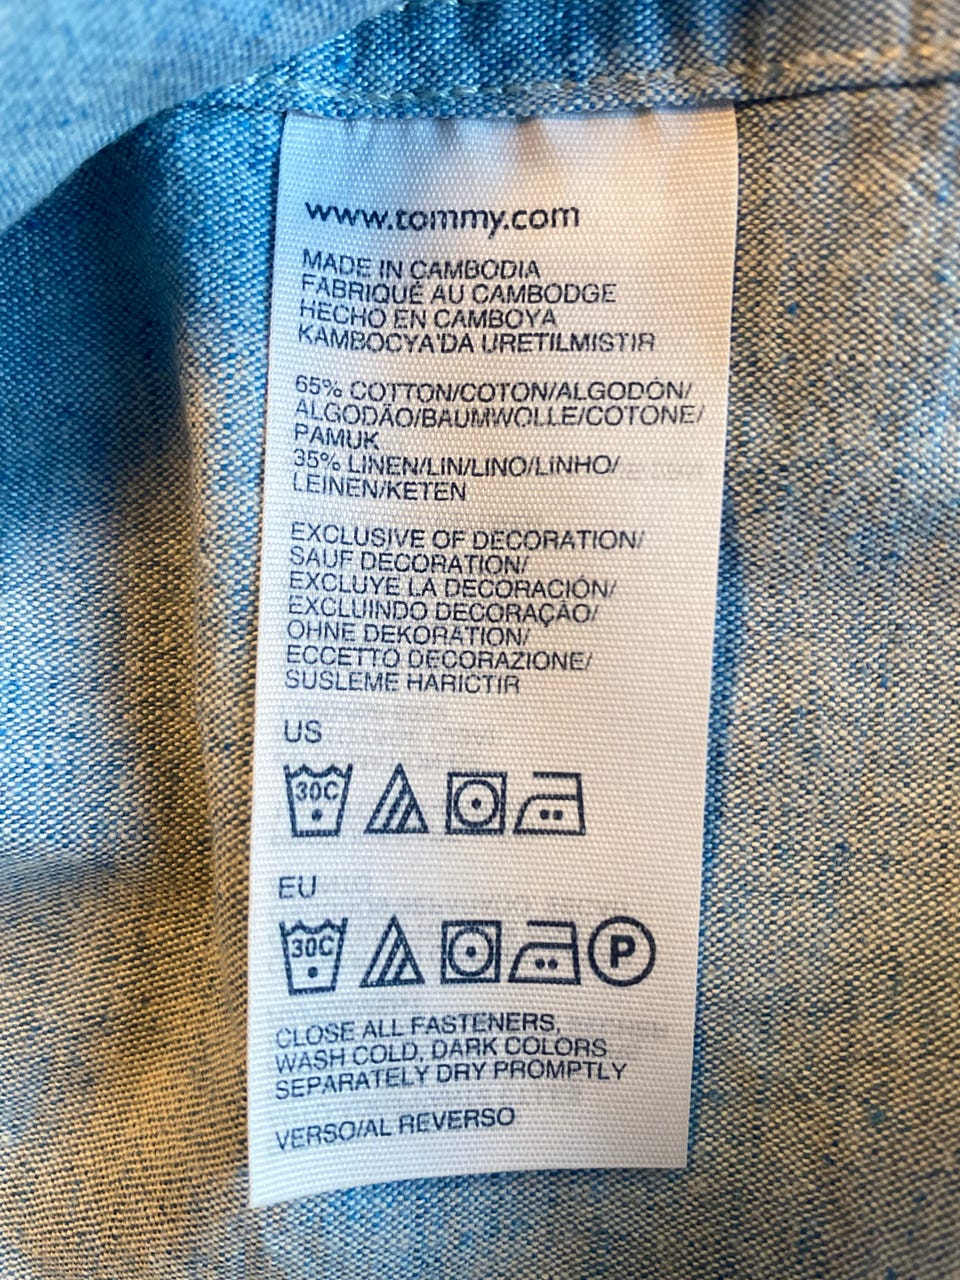 www.tommy.com
MADE IN CAMBODIA
FABRIQUÉ AU CAMBODGE
HECHO EN CAMBOYA
KAMBOCYA'DA URETILMISTIR
65% COTTON/COTON/ALGODÓN/
ALGODÃO/BAUMWOLLE/COTONE/
PAMUK
35% LINEN/LIN/LINO/LINHO/
LEINEN/KETEN
EXCLUSIVE OF DECORATION/
SAUF DÉCORATION/
EXCLUYE LA DECORACIÓN/
EXCLUINDO DECORAÇÃO/
OHNE DEKORATION/
ECCETTO DECORAZIONE/
SUSLEME HARICTIR
US
30C
EU
30C P
CLOSE ALL FASTENERS,
WASH COLD, DARK COLORS
SEPARATELY DRY PROMPTLY
VERSO/AL REVERSO